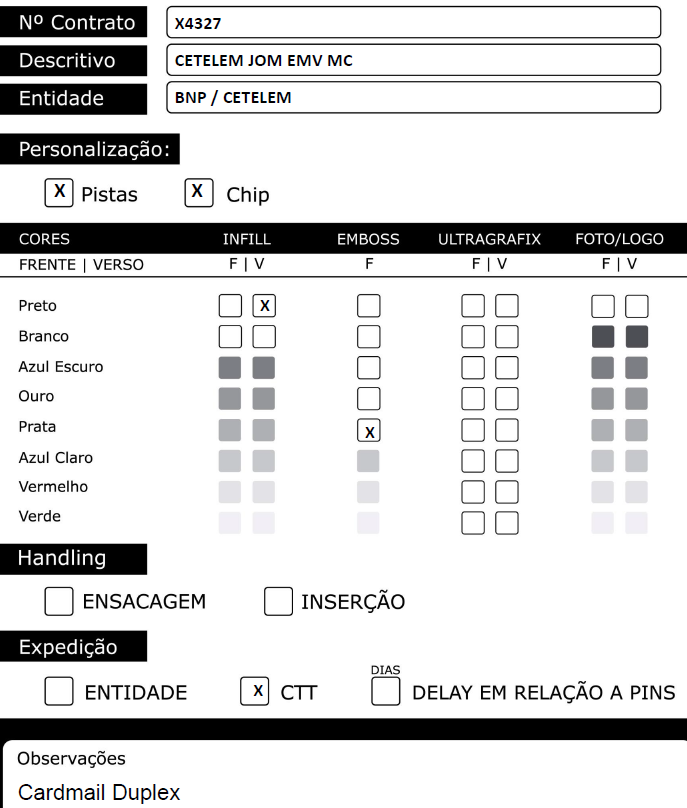 Nº Contrato X4327
Descritivo CETELEM JOM EMV MC
Entidade BNP / CETELEM
Personalização:
X Pistas X Chip
CORES INFILL EMBOSS ULTRAGRAFIX FOTO/LOGO
FRENTE | VERSO F | V F F | V F | V
Preto X
Branco
Azul Escuro
Ouro
Prata X
Azul Claro
Vermelho
Verde
Handling
ENSACAGEM INSERÇÃO
Expedição
DIAS
ENTIDADE X CTT DELAY EM RELAÇÃO A PINS
Observações
Cardmail Duplex